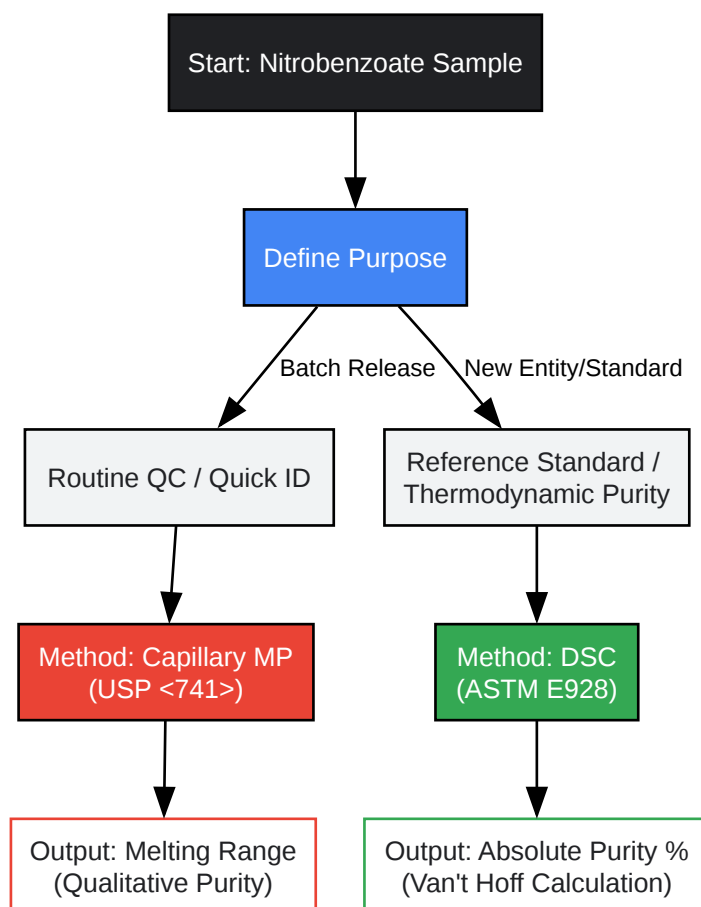 Start: Nitrobenzoate Sample
Define Purpose
Batch Release
New Entity/Standard
Routine QC / Quick ID
Reference Standard /
Thermodynamic Purity
Method: Capillary MP
(USP <741>)
Method: DSC
(ASTM E928)
Output: Melting Range
(Qualitative Purity)
Output: Absolute Purity %
(Van't Hoff Calculation)